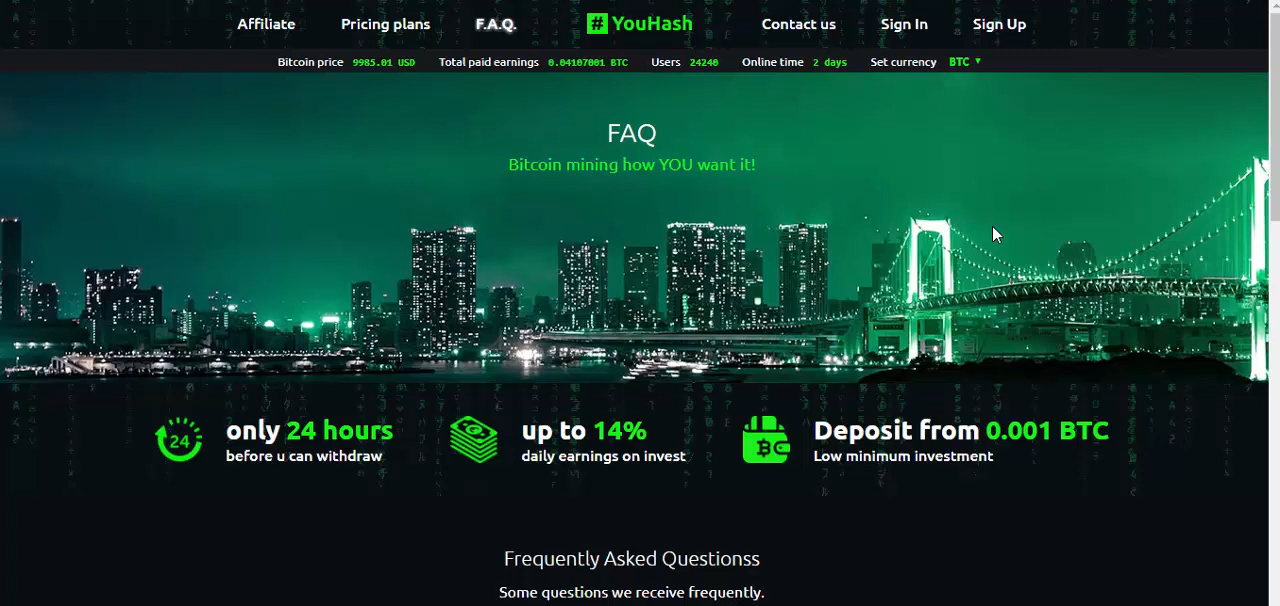 Affiliate Pricing plans F.A.Q. # YouHash Contact us Sign In Sign Up
Bitcoin price 9985.01 USD Total paid earnings 0.04107001 BTC Users 24240 Online time 2 days Set currency BTC ▼
FAQ
Bitcoin mining how YOU want it!
24 only 24 hours up to 14% Deposit from 0.001 BTC
before u can withdraw daily earnings on invest Low minimum investment
Frequently Asked Questionss
Some questions we receive frequently.